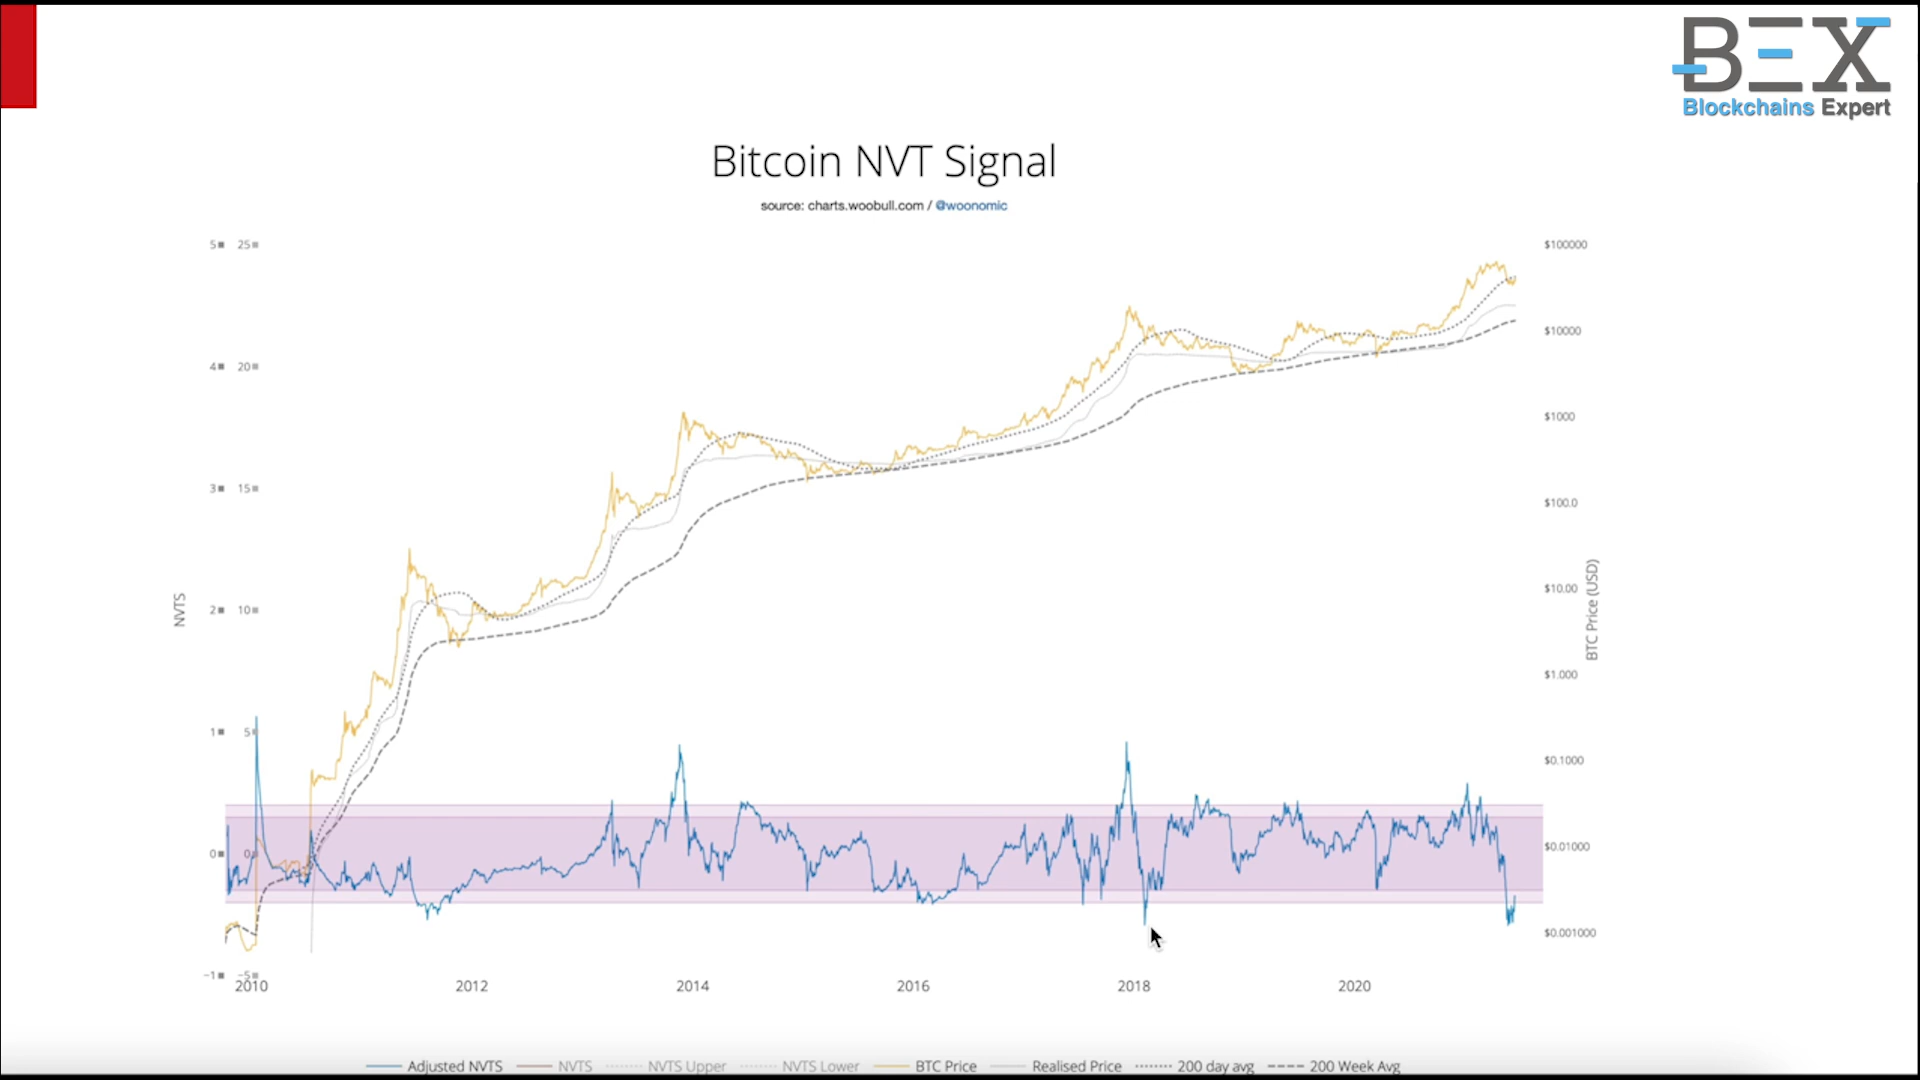 BEX
Blockchains Expert
Bitcoin NVT Signal
source: charts.woobull.com / @woonomic
5 25 $100000
$10000
4 20
$1000
3 15 $100.0
$10.00
2 10
NVTS
BTC Price (USD)
$1.000
1 5
$0.1000
0 0 $0.01000
$0.001000
−1 −5
2010 2012 2014 2016 2018 2020
Adjusted NVTS NVTS NVTS Upper NVTS Lower BTC Price Realised Price 200 day avg 200 Week Avg